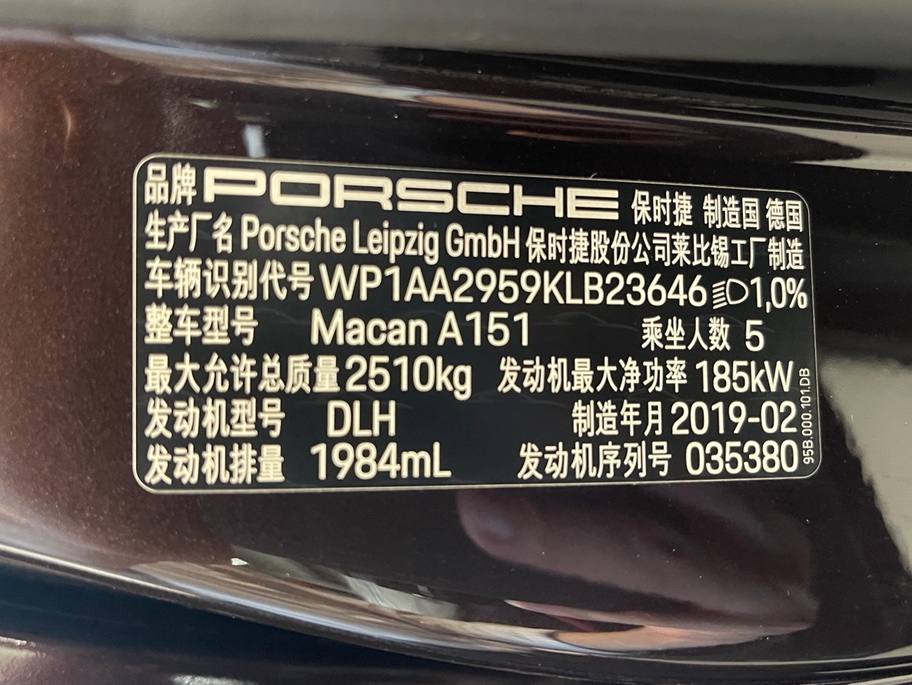 品牌 PORSCHE 保时捷 制造国 德国
生产厂名 Porsche Leipzig GmbH 保时捷股份公司莱比锡工厂制造
车辆识别代号 WP1AA2959KLB23646 1,0%
整车型号 Macan A151 乘坐人数 5
最大允许总质量 2510kg 发动机最大净功率 185kW
发动机型号 DLH 制造年月 2019-02
发动机排量 1984mL 发动机序列号 035380
95B.000.101.DB